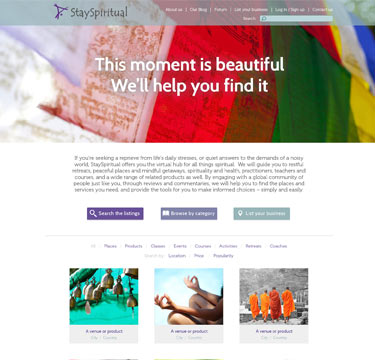 StaySpiritual
About us | Our Blog | Forum | List your business | Log in / Sign up | Contact us
Search
This moment is beautiful
We'll help you find it
If you're seeking a reprieve from life's daily stresses, or quiet answers to the demands of a noisy
world, StaySpiritual offers you the virtual hub for all things spiritual. We will guide you to restful
retreats, peaceful places and mindful getaways, spirituality and health, practitioners, teachers and
courses, and a wide range of related products as well. By engaging with a global community of
people just like you, through reviews and commentaries, we will help you to find the places and
services you need, and provide the tools for you to make informed choices – simply and easily.
Search the listings
Browse by category
List your business
All Places Products Classes Events Courses Activities Retreats Coaches
Search by: Location Price Popularity
A venue or product
City | Country
A venue or product
City | Country
A venue or product
City | Country